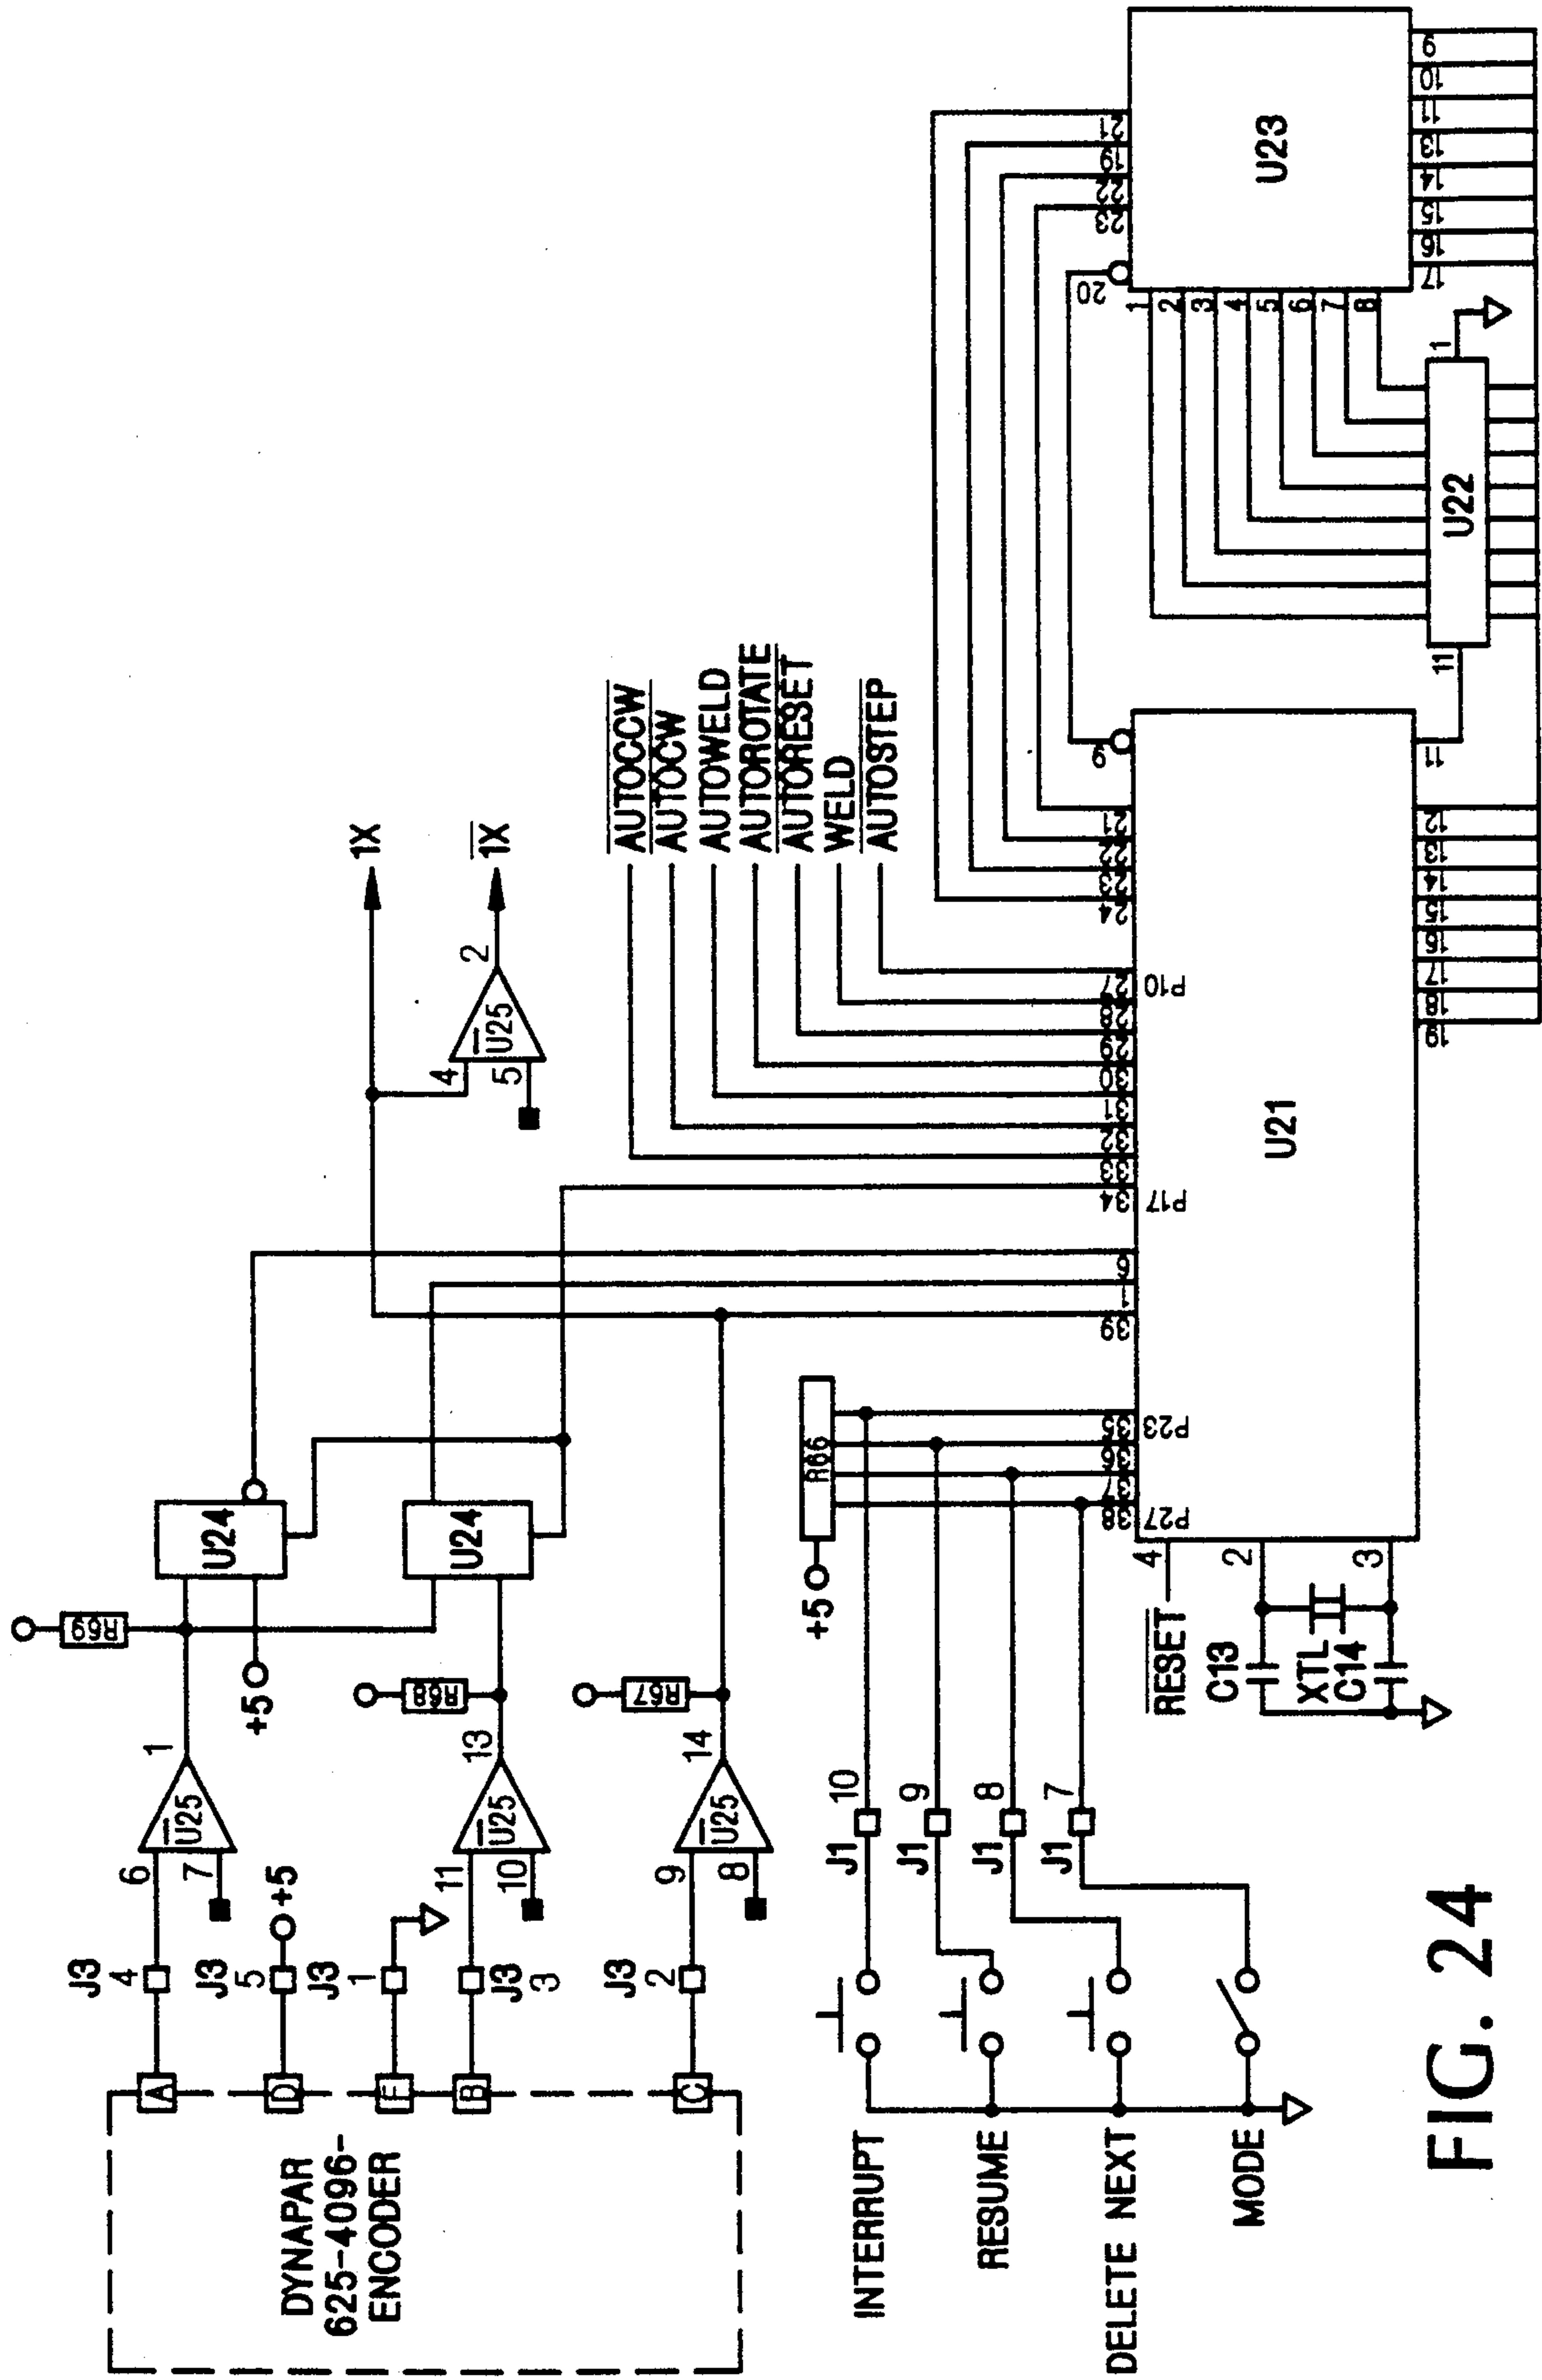 DYNAPAR
625-4096-
ENCODER
A
D
F
B
C
J3
4
J3
5
+5
J3
1
J3
3
J3
2
6
7
U25
1
11
10
U25
13
9
8
U25
14
R69
+5
R68
R67
U24
U24
4
5
U25
2
1X
1X
AUTOCCW
AUTOCW
AUTOWELD
AUTOROTATE
AUTORESET
WELD
AUTOSTEP
INTERRUPT
RESUME
DELETE NEXT
MODE
J1
10
J1
9
J1
8
J1
7
+5
R66
RESET
4
C13
2
XTL
C14
3
U21
38
37
36
35
P27
P23
39
1
6
34
33
32
31
30
29
28
27
P17
P10
24
23
22
21
9
19
18
17
16
15
14
13
12
11
U22
11
1
U23
20
23
22
19
21
1
2
3
4
5
6
7
8
17
16
15
14
13
11
10
9
FIG. 24